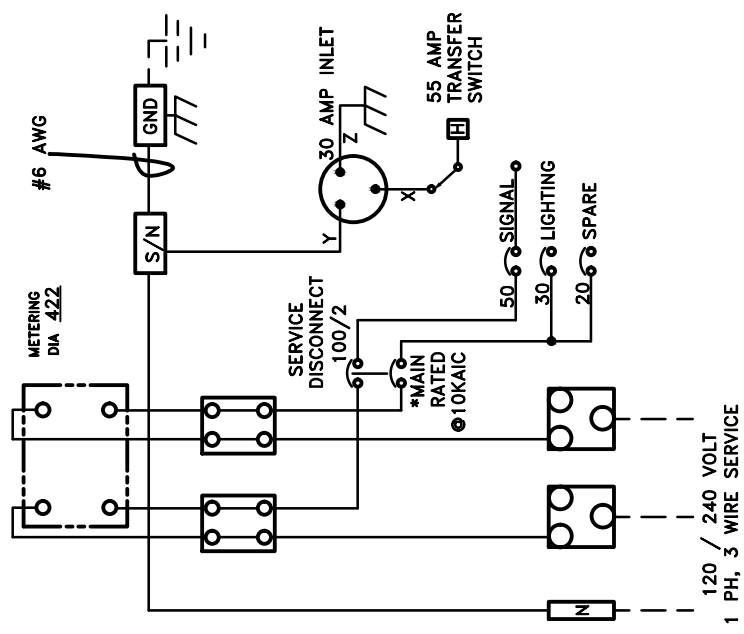 #6 AWG
GND
S/N
METERING
DIA 422
30 AMP INLET
Z
Y
X
55 AMP
TRANSFER
SWITCH
H
SERVICE
DISCONNECT
100/2
*MAIN
RATED
@10KAIC
50 SIGNAL
30 LIGHTING
20 SPARE
N
120 / 240 VOLT
1 PH, 3 WIRE SERVICE